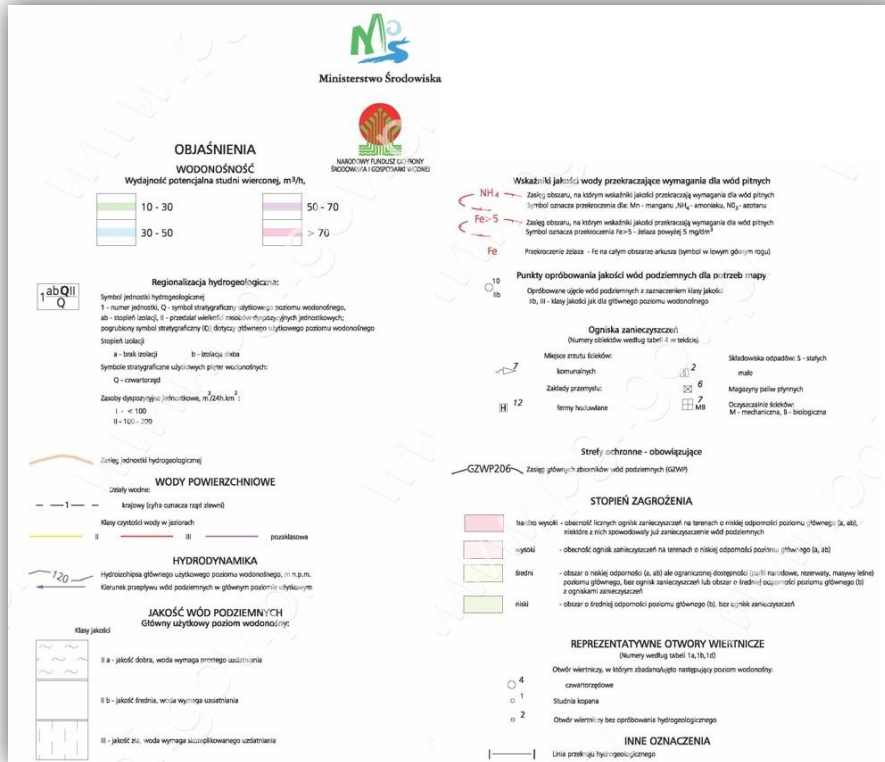 Ministerstwo Środowiska
NARODOWY FUNDUSZ OCHRONY
ŚRODOWISKA I GOSPODARKI WODNEJ
OBJAŚNIENIA
WODONOŚNOŚĆ
Wydajność potencjalna studni wierconej, m³/h,
10 - 30
50 - 70
30 - 50
> 70
Regionalizacja hydrogeologiczna:
1 abQII
Q
Symbol jednostki hydrogeologicznej
1 - numer jednostki, Q - symbol stratygraficzny użytkowego poziomu wodonośnego,
ab - stopień izolacji, II - przedział wielkości zasobów dyspozycyjnych jednostkowych;
pogrubiony symbol stratygraficzny (Q) dotyczy głównego użytkowego poziomu wodonośnego
Stopień izolacji
a - brak izolacji b - izolacja słaba
Symbole stratygraficzne użytkowych pięter wodonośnych:
Q - czwartorzęd
Zasoby dyspozycyjne jednostkowe, m³/24h.km²:
I - < 100
II - 100 - 200
Zasięg jednostki hydrogeologicznej
WODY POWIERZCHNIOWE
Działy wodne:
1
krajowy (cyfra oznacza rząd zlewni)
Klasy czystości wody w jeziorach
II III pozaklasowa
HYDRODYNAMIKA
120
Hydroizohipsa głównego użytkowego poziomu wodonośnego, m n.p.m.
Kierunek przepływu wód podziemnych w głównym poziomie użytkowym
JAKOŚĆ WÓD PODZIEMNYCH
Główny użytkowy poziom wodonośny:
Klasy jakości
II a - jakość dobra, woda wymaga prostego uzdatniania
II b - jakość średnia, woda wymaga uzdatniania
III - jakość zła, woda wymaga skomplikowanego uzdatniania
Wskaźniki jakości wody przekraczające wymagania dla wód pitnych
NH₄
Zasięg obszaru, na którym wskaźniki jakości przekraczają wymagania dla wód pitnych
Symbol oznacza przekroczenia dla: Mn - manganu, NH₄ - amoniaku, NO₃ - azotanu
Fe>5
Zasięg obszaru, na którym wskaźniki jakości przekraczają wymagania dla wód pitnych
Symbol oznacza przekroczenia Fe>5 - żelaza powyżej 5 mg/dm³
Fe
Przekroczenie żelaza - Fe na całym obszarze arkusza (symbol w lewym górnym rogu)
Punkty opróbowania jakości wód podziemnych dla potrzeb mapy
10
IIb
Opróbowane ujęcie wód podziemnych z zaznaczeniem klasy jakości:
IIb, III - klasy jakości jak dla głównego poziomu wodonośnego
Ogniska zanieczyszczeń
(Numery obiektów według tabeli 4 w tekście)
Miejsce zrzutu ścieków:
7
komunalnych
Składowiska odpadów: S - stałych
S 2
małe
Zakłady przemysłu:
6
Magazyny paliw płynnych
H 12
fermy hodowlane
7
MB
Oczyszczalnie ścieków:
M - mechaniczna, B - biologiczna
Strefy ochronne - obowiązujące
GZWP206
Zasięg głównych zbiorników wód podziemnych (GZWP)
STOPIEŃ ZAGROŻENIA
bardzo wysoki - obecność licznych ognisk zanieczyszczeń na terenach o niskiej odporności poziomu głównego (a, ab),
niektóre z nich spowodowały już zanieczyszczenie wód podziemnych
wysoki - obecność ognisk zanieczyszczeń na terenach o niskiej odporności poziomu głównego (a, ab)
średni - obszar o niskiej odporności (a, ab) ale ograniczonej dostępności (parki narodowe, rezerwaty, masywy leśne)
poziomu głównego, bez ognisk zanieczyszczeń lub obszar o średniej odporności poziomu głównego (b)
z ogniskami zanieczyszczeń
niski - obszar o średniej odporności poziomu głównego (b), bez ognisk zanieczyszczeń
REPREZENTATYWNE OTWORY WIERTNICZE
(Numery według tabeli 1a,1b,1d)
Otwór wiertniczy, w którym zbadano/ujęto następujący poziom wodonośny:
4
czwartorzędowe
1
Studnia kopana
2
Otwór wiertniczy bez opróbowania hydrogeologicznego
INNE OZNACZENIA
Linia przekroju hydrogeologicznego